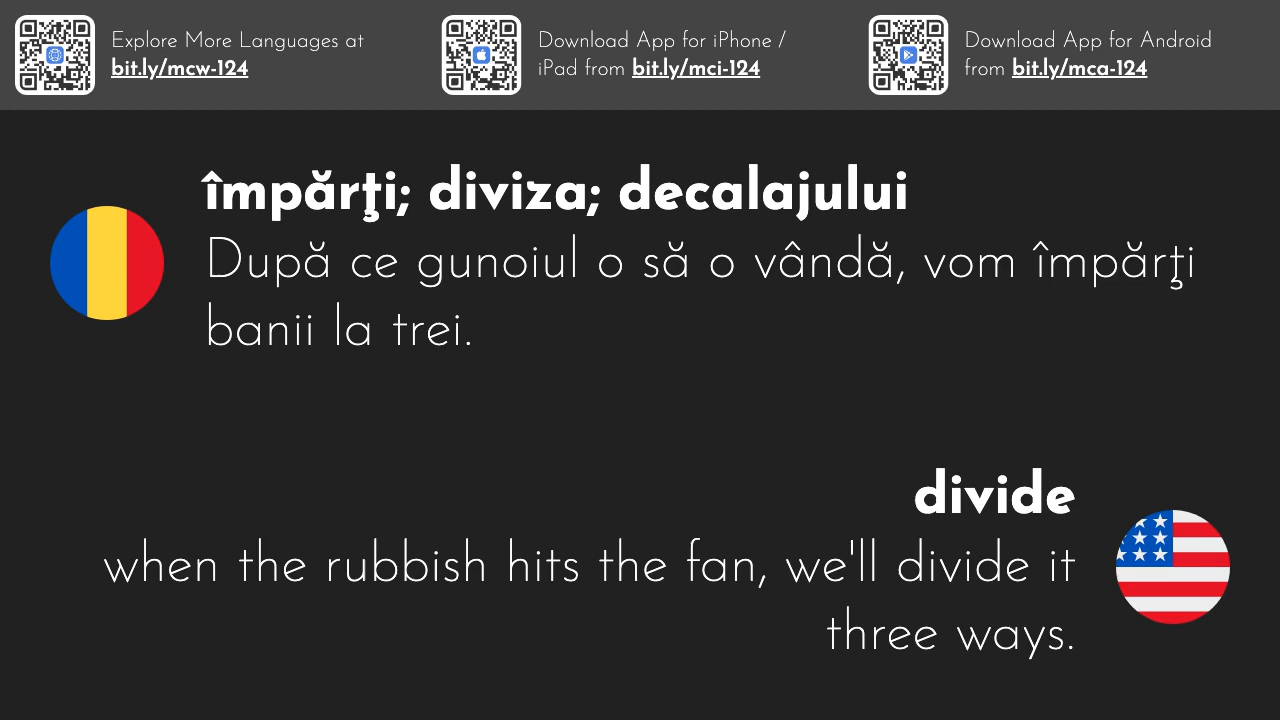 Explore More Languages at
bit.ly/mcw-124
Download App for iPhone /
iPad from bit.ly/mci-124
Download App for Android
from bit.ly/mca-124
împărţi; diviza; decalajului
După ce gunoiul o să o vândă, vom împărţi
banii la trei.
divide
when the rubbish hits the fan, we'll divide it
three ways.